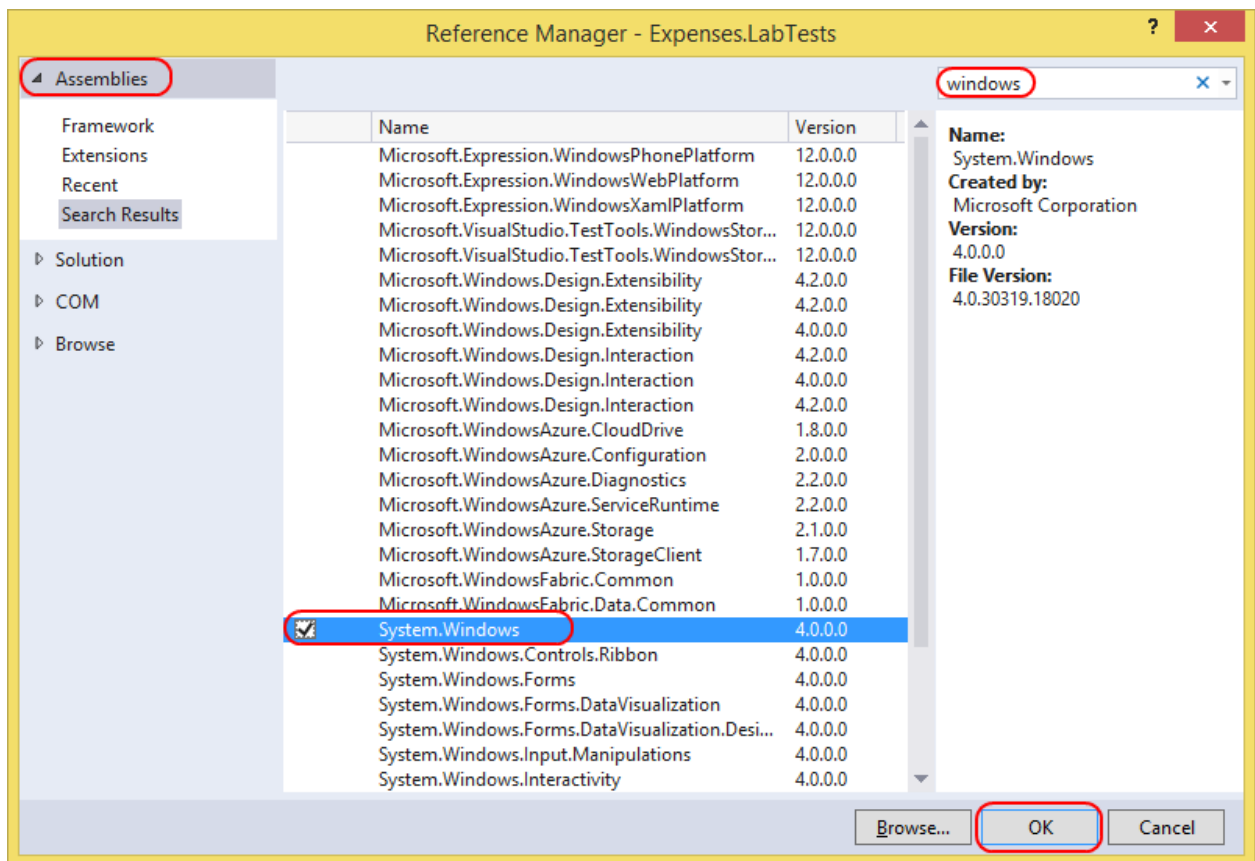 Reference Manager - Expenses.LabTests
?
Assemblies
Framework
Extensions
Recent
Search Results
Solution
COM
Browse
Name Version
Microsoft.Expression.WindowsPhonePlatform 12.0.0.0
Microsoft.Expression.WindowsWebPlatform 12.0.0.0
Microsoft.Expression.WindowsXamlPlatform 12.0.0.0
Microsoft.VisualStudio.TestTools.WindowsStor... 12.0.0.0
Microsoft.VisualStudio.TestTools.WindowsStor... 12.0.0.0
Microsoft.Windows.Design.Extensibility 4.2.0.0
Microsoft.Windows.Design.Extensibility 4.2.0.0
Microsoft.Windows.Design.Extensibility 4.0.0.0
Microsoft.Windows.Design.Interaction 4.2.0.0
Microsoft.Windows.Design.Interaction 4.0.0.0
Microsoft.Windows.Design.Interaction 4.2.0.0
Microsoft.WindowsAzure.CloudDrive 1.8.0.0
Microsoft.WindowsAzure.Configuration 2.0.0.0
Microsoft.WindowsAzure.Diagnostics 2.2.0.0
Microsoft.WindowsAzure.ServiceRuntime 2.2.0.0
Microsoft.WindowsAzure.Storage 2.1.0.0
Microsoft.WindowsAzure.StorageClient 1.7.0.0
Microsoft.WindowsFabric.Common 1.0.0.0
Microsoft.WindowsFabric.Data.Common 1.0.0.0
System.Windows 4.0.0.0
System.Windows.Controls.Ribbon 4.0.0.0
System.Windows.Forms 4.0.0.0
System.Windows.Forms.DataVisualization 4.0.0.0
System.Windows.Forms.DataVisualization.Desi... 4.0.0.0
System.Windows.Input.Manipulations 4.0.0.0
System.Windows.Interactivity 4.0.0.0
windows
Name:
System.Windows
Created by:
Microsoft Corporation
Version:
4.0.0.0
File Version:
4.0.30319.18020
Browse... OK Cancel